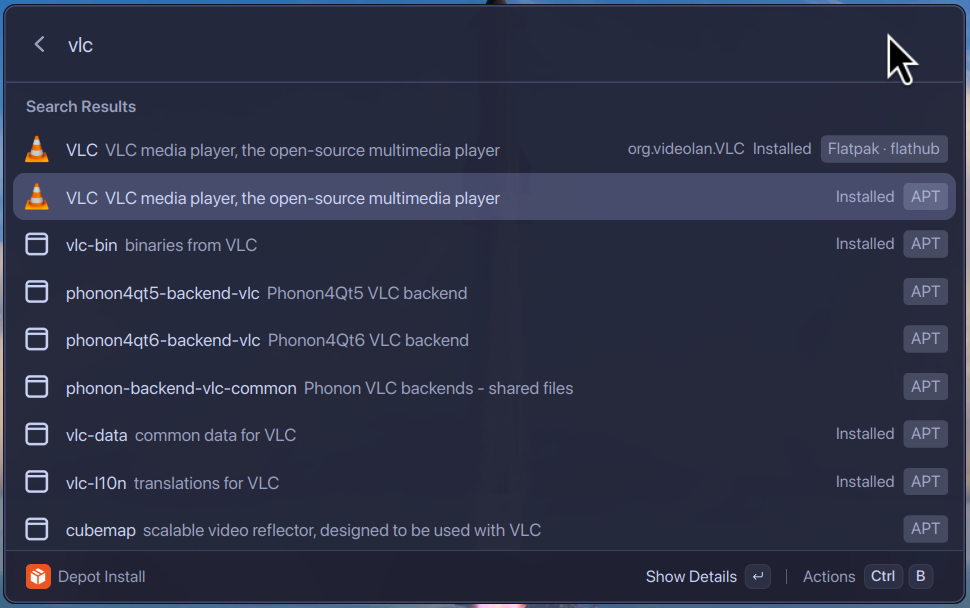 vlc
Search Results
VLC VLC media player, the open-source multimedia player org.videolan.VLC Installed Flatpak · flathub
VLC VLC media player, the open-source multimedia player Installed APT
vlc-bin binaries from VLC Installed APT
phonon4qt5-backend-vlc Phonon4Qt5 VLC backend APT
phonon4qt6-backend-vlc Phonon4Qt6 VLC backend APT
phonon-backend-vlc-common Phonon VLC backends - shared files APT
vlc-data common data for VLC Installed APT
vlc-l10n translations for VLC Installed APT
cubemap scalable video reflector, designed to be used with VLC APT
Depot Install Show Details ↵ | Actions Ctrl B